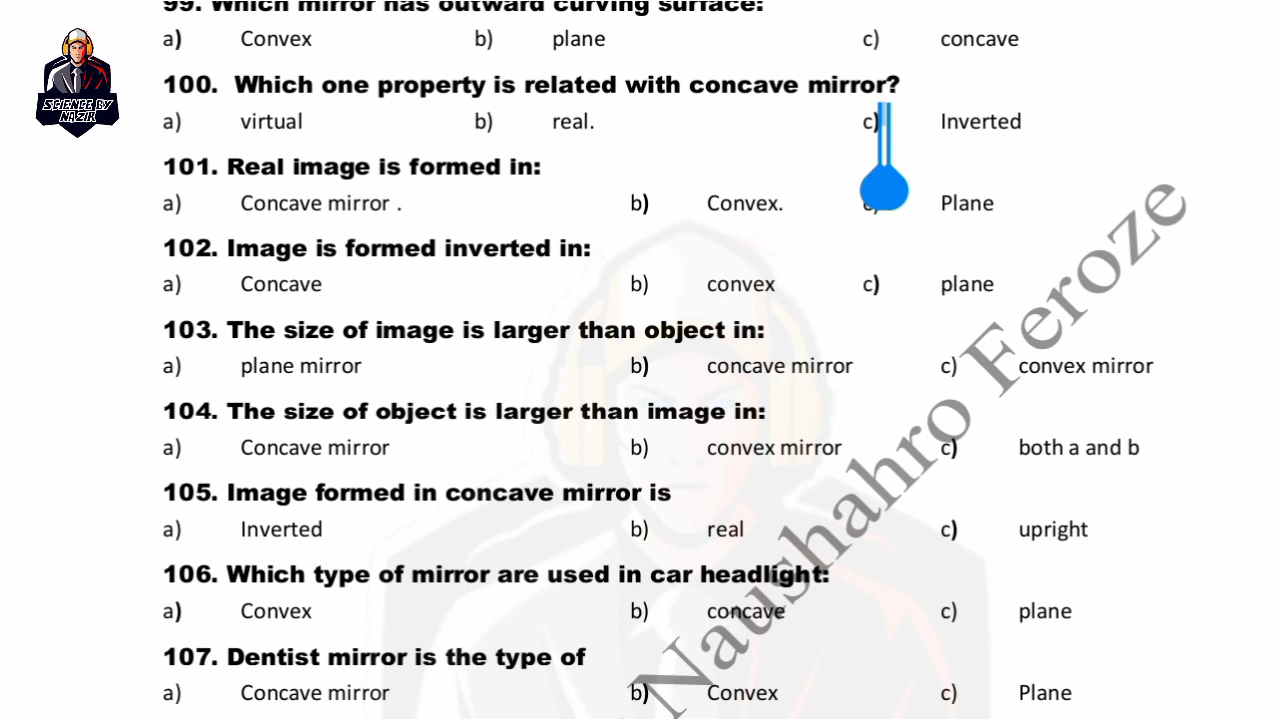 99. Which mirror has outward curving surface:
a) Convex b) plane c) concave
SCIENCE BY
NAZIR
100. Which one property is related with concave mirror?
a) virtual b) real. c) Inverted
101. Real image is formed in:
a) Concave mirror . b) Convex. c) Plane
102. Image is formed inverted in:
a) Concave b) convex c) plane
103. The size of image is larger than object in:
a) plane mirror b) concave mirror c) convex mirror
104. The size of object is larger than image in:
a) Concave mirror b) convex mirror c) both a and b
105. Image formed in concave mirror is
a) Inverted b) real c) upright
106. Which type of mirror are used in car headlight:
a) Convex b) concave c) plane
107. Dentist mirror is the type of
a) Concave mirror b) Convex c) Plane
Naushahro Feroze